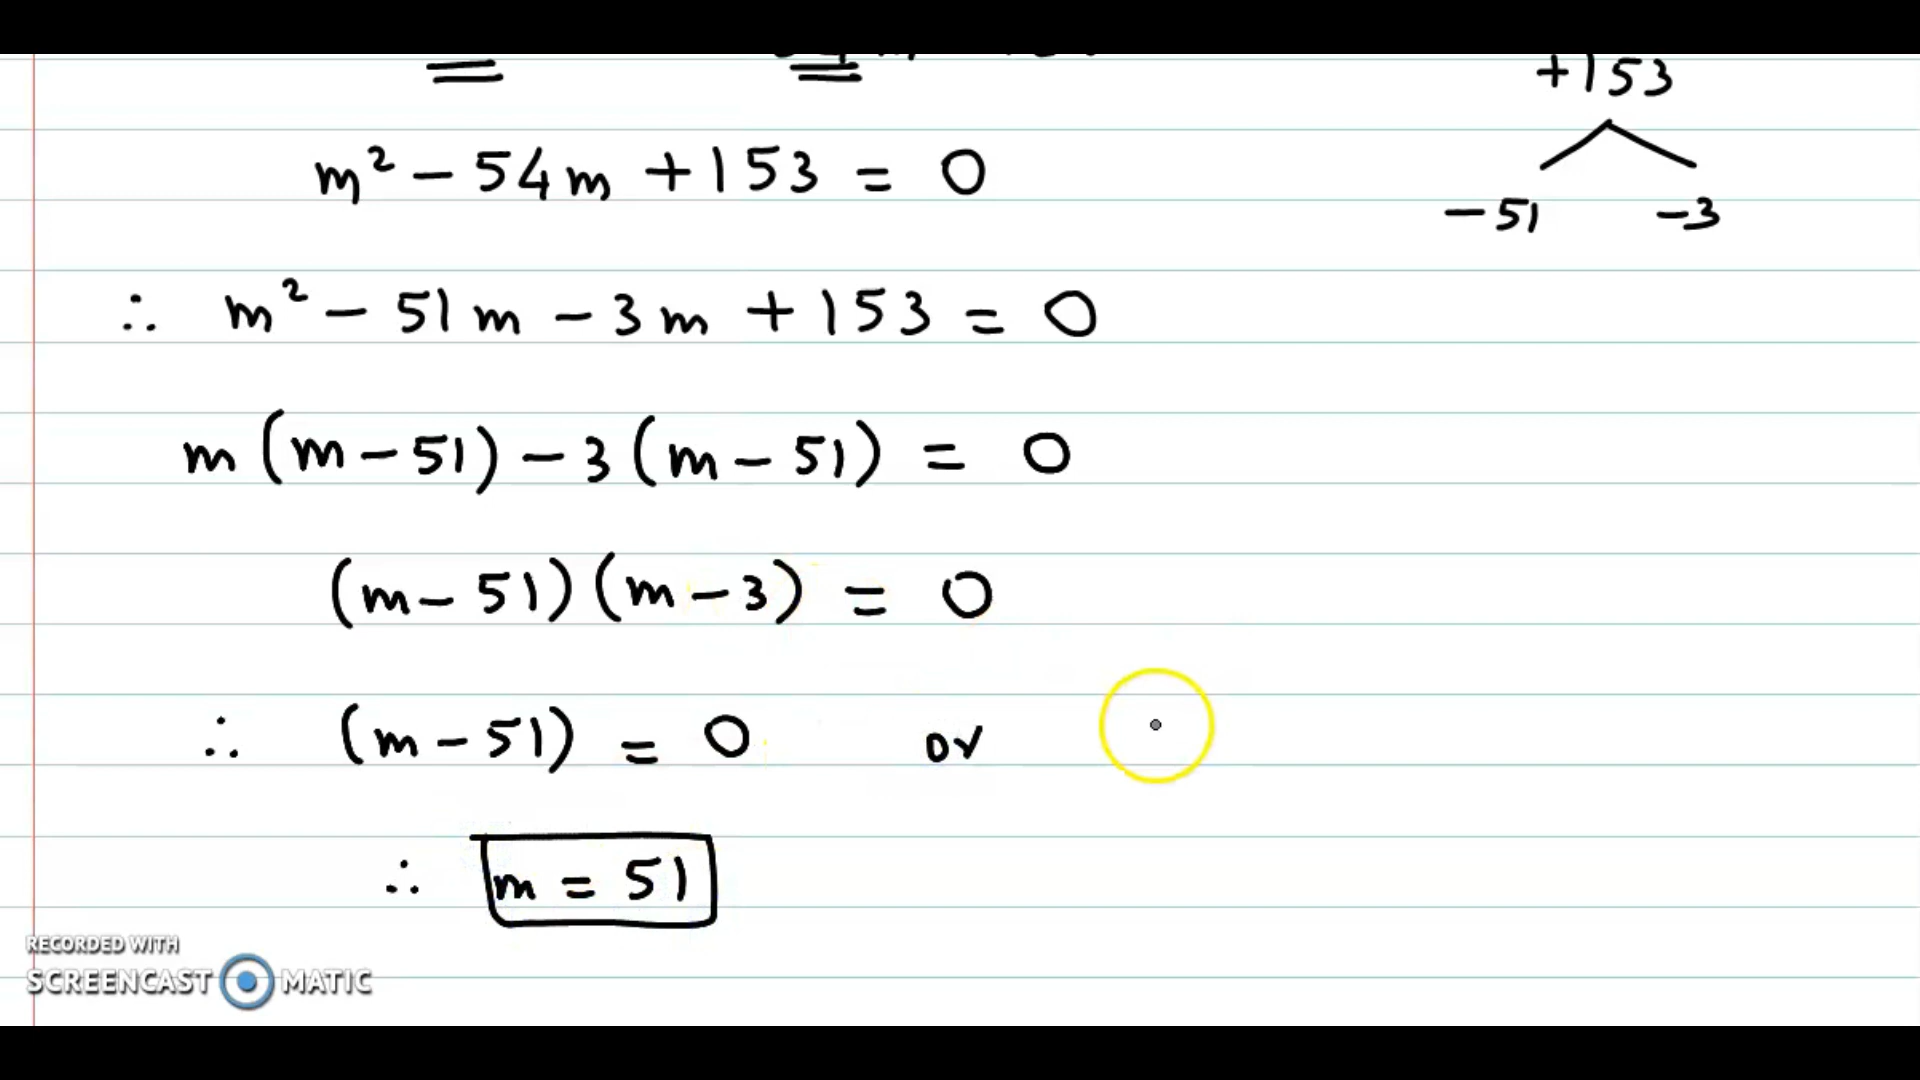 +153
m² - 54m + 153 = 0
-51 -3
∴ m² - 51m - 3m + 153 = 0
m(m - 51) - 3(m - 51) = 0
(m - 51)(m - 3) = 0
∴ (m - 51) = 0 or
∴ m = 51
RECORDED WITH
SCREENCAST MATIC